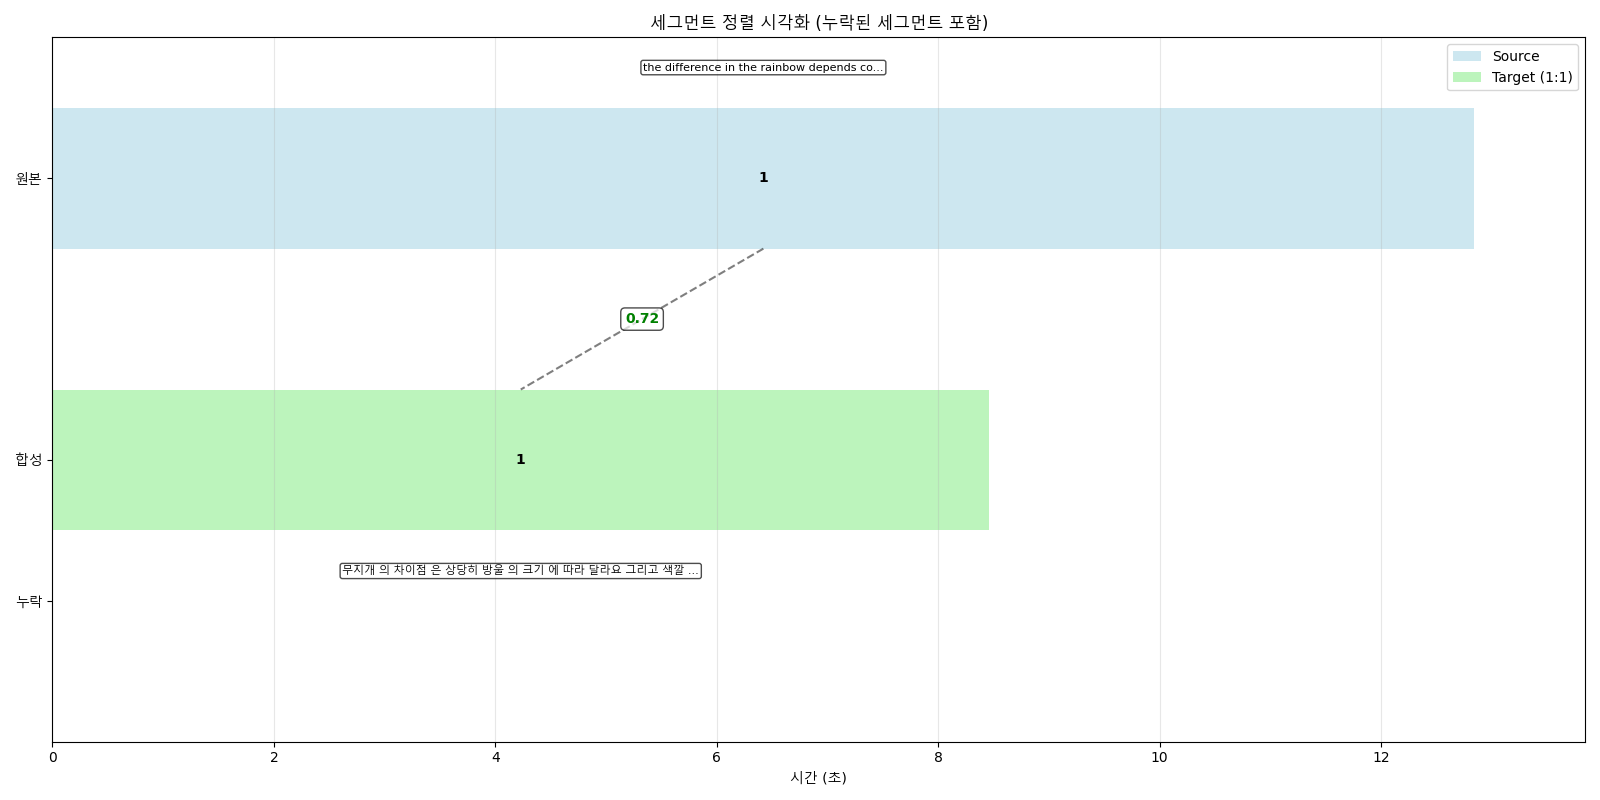 세그먼트 정렬 시각화 (누락된 세그먼트 포함)
the difference in the rainbow depends co...
Source
Target (1:1)
원본
1
0.72
합성
1
무지개 의 차이점 은 상당히 방울 의 크기 에 따라 달라요 그리고 색깔 ...
누락
0 2 4 6 8 10 12
시간 (초)